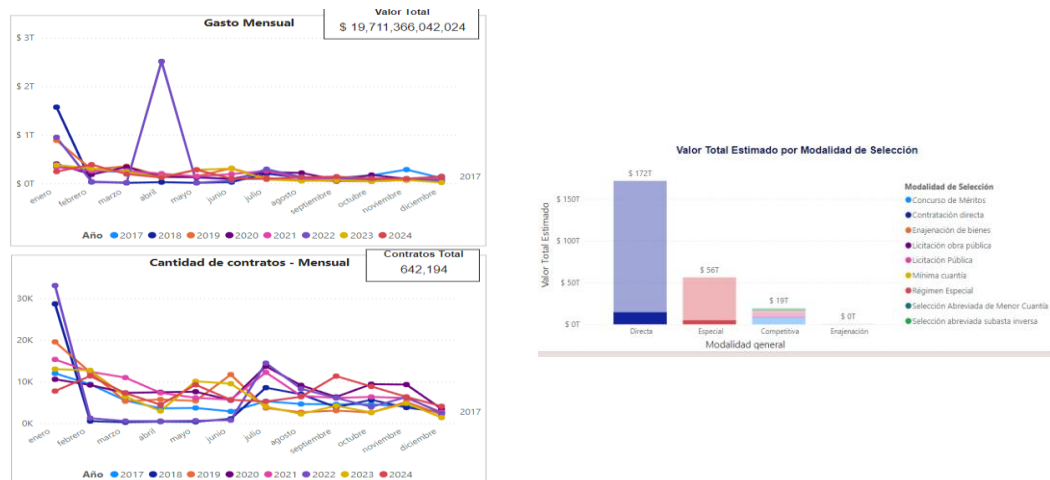 Valor Total
Gasto Mensual
$ 19,711,366,042,024
$ 3T
$ 2T
$ 1T
$ 0T
2017
enero
febrero
marzo
abril
mayo
junio
julio
agosto
septiembre
octubre
noviembre
diciembre
Año 2017 2018 2019 2020 2021 2022 2023 2024
Contratos Total
Cantidad de contratos - Mensual
642,194
30K
20K
10K
0K
2017
enero
febrero
marzo
abril
mayo
junio
julio
agosto
septiembre
octubre
noviembre
diciembre
Año 2017 2018 2019 2020 2021 2022 2023 2024
Valor Total Estimado por Modalidad de Selección
Valor Total Estimado
$ 150T
$ 100T
$ 50T
$ 0T
$ 172T
$ 56T
$ 19T
$ 0T
Directa
Especial
Competitiva
Enajenación
Modalidad general
Modalidad de Selección
Concurso de Méritos
Contratación directa
Enajenación de bienes
Licitación obra pública
Licitación Pública
Mínima cuantía
Régimen Especial
Selección Abreviada de Menor Cuantía
Selección abreviada subasta inversa